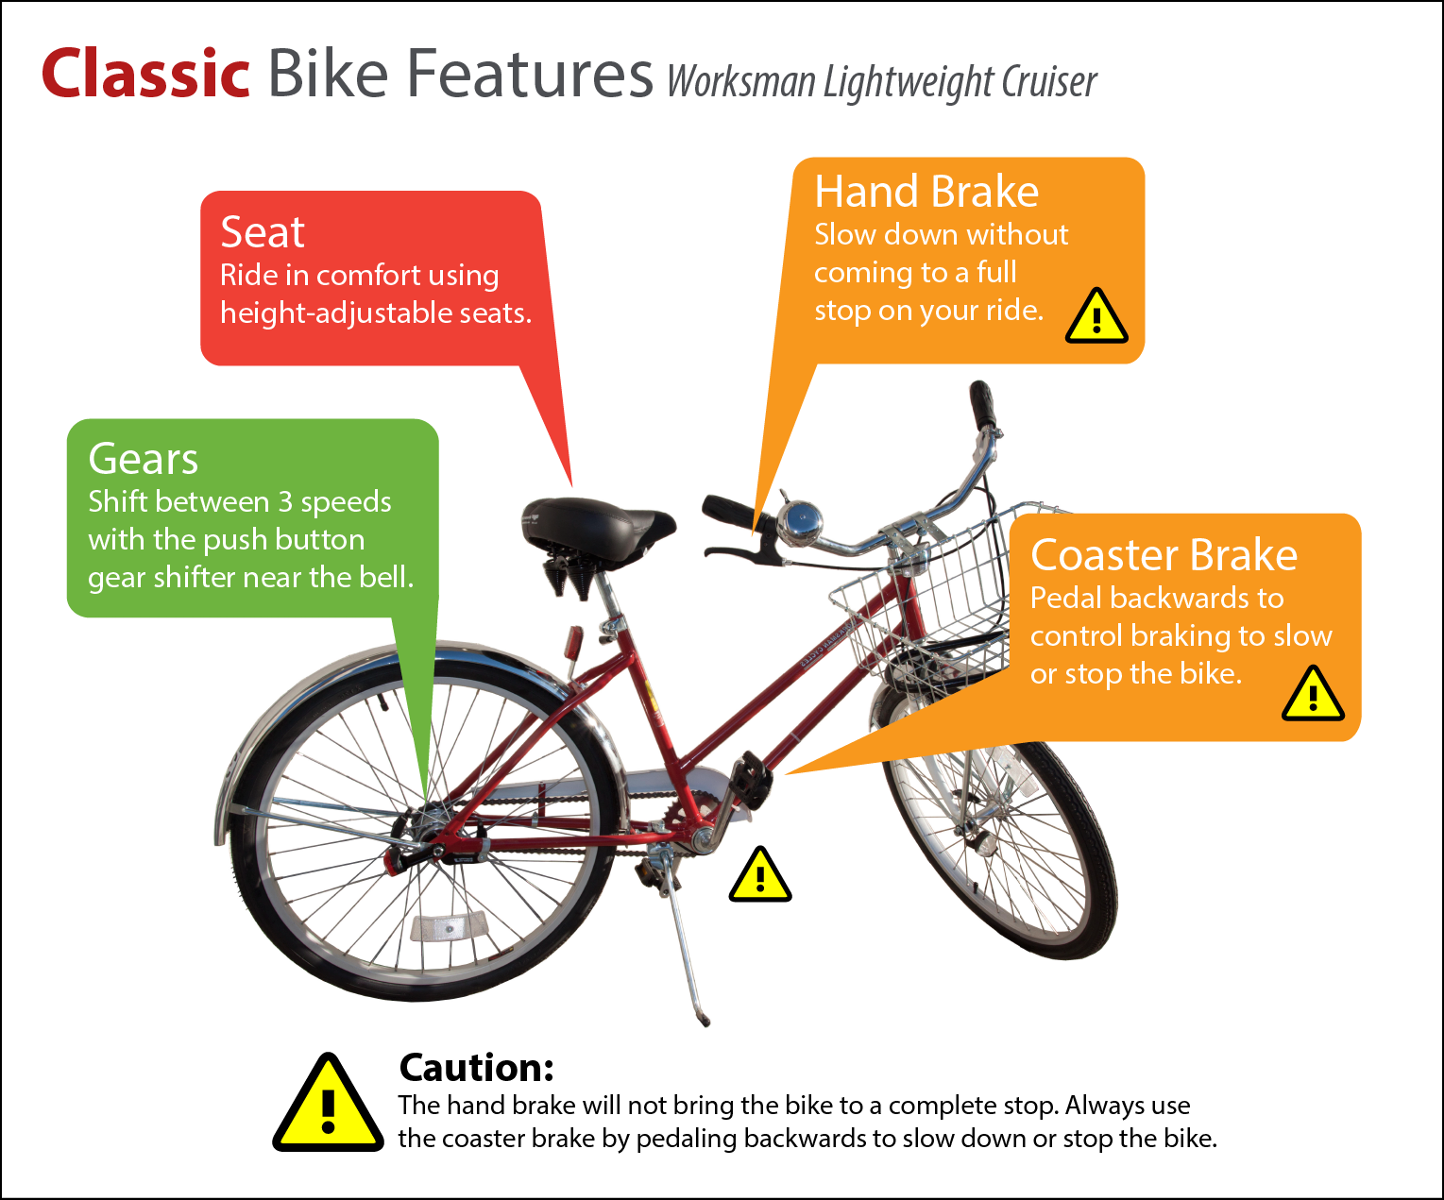 Classic Bike Features Worksman Lightweight Cruiser
Seat
Ride in comfort using
height-adjustable seats.
Hand Brake
Slow down without
coming to a full
stop on your ride.
Gears
Shift between 3 speeds
with the push button
gear shifter near the bell.
Coaster Brake
Pedal backwards to
control braking to slow
or stop the bike.
Caution:
The hand brake will not bring the bike to a complete stop. Always use
the coaster brake by pedaling backwards to slow down or stop the bike.